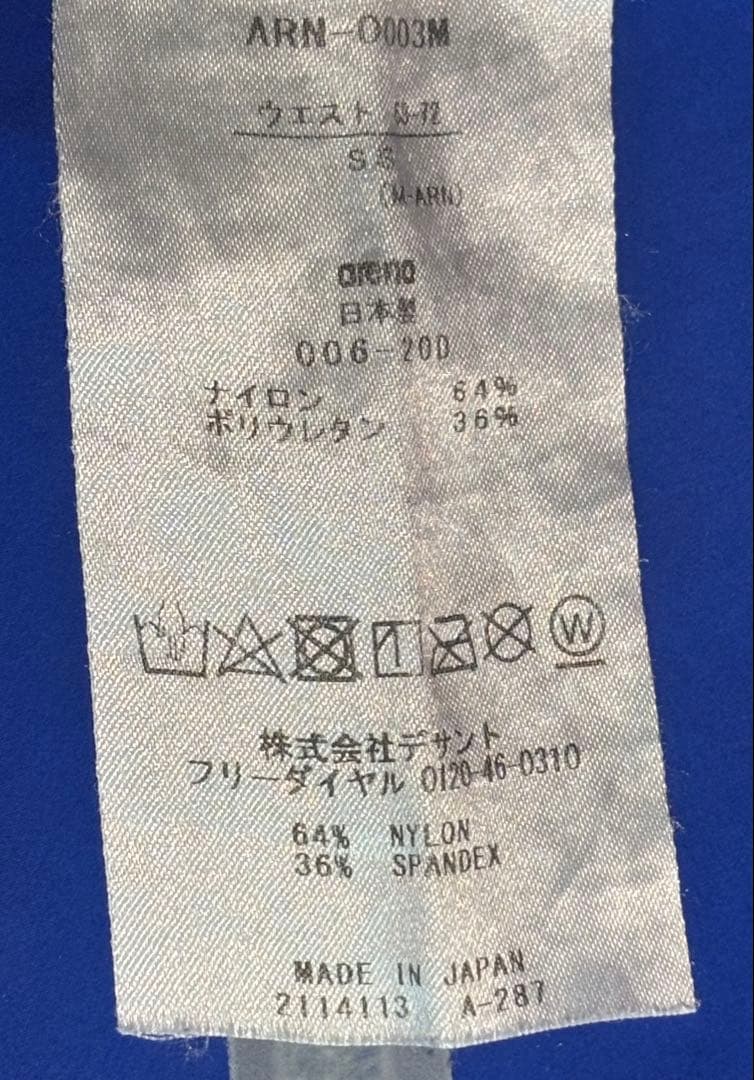 ARN-0003M
ウエスト
SS
(M-ARN)
arena
日本製
006-20D
ナイロン 64%
ポリウレタン 36%
W
株式会社デサント
フリーダイヤル 0120-46-0310
64% NYLON
36% SPANDEX
MADE IN JAPAN
2114113 A-287